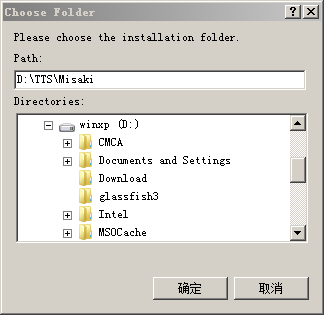 Choose Folder
Please choose the installation folder.
Path:
D:\TTS\Misaki
Directories:
winxp (D:)
CMCA
Documents and Settings
Download
glassfish3
Intel
MSOCache
确定 取消